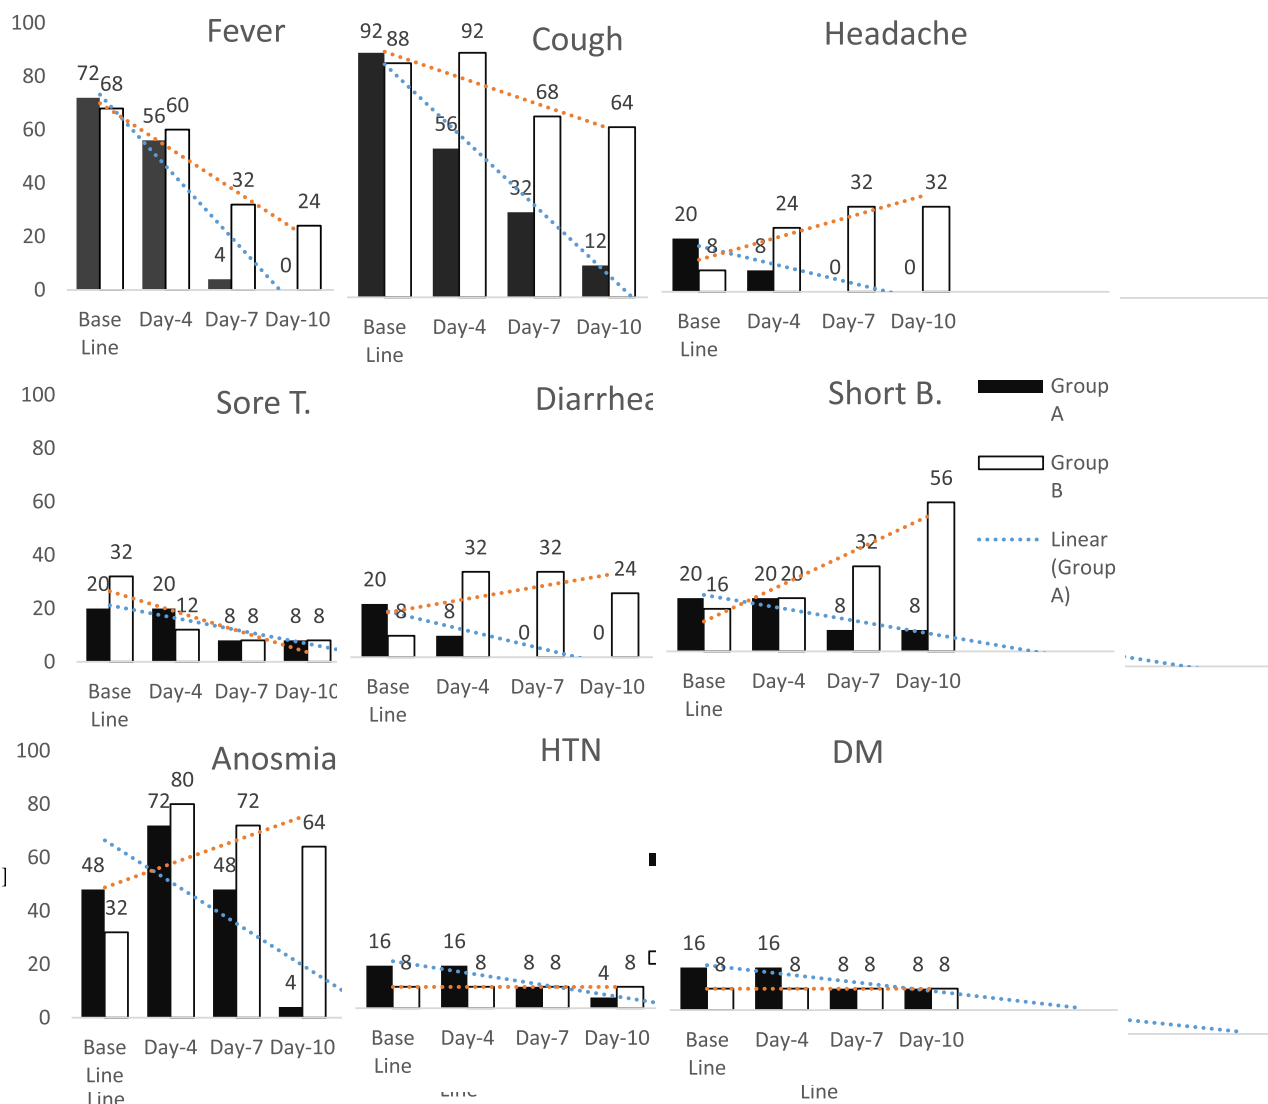 100
80
60
40
20
0
Fever
72
68
56
60
4
32
0
24
Base
Line
Day-4
Day-7
Day-10
Cough
92
88
56
92
32
68
12
64
Base
Line
Day-4
Day-7
Day-10
Headache
20
8
8
24
0
32
0
32
Base
Line
Day-4
Day-7
Day-10
100
80
60
40
20
0
Sore T.
20
32
20
12
8
8
8
8
Base
Line
Day-4
Day-7
Day-10
Diarrhea
20
8
8
32
0
32
0
24
Base
Line
Day-4
Day-7
Day-10
Short B.
20
16
20
20
8
32
8
56
Base
Line
Day-4
Day-7
Day-10
Group
A
Group
B
Linear
(Group
A)
100
80
60
40
20
0
Anosmia
48
32
72
80
48
72
4
64
Base
Line
Day-4
Day-7
Day-10
Line
HTN
16
8
16
8
8
8
4
8
Base
Line
Day-4
Day-7
Day-10
Line
DM
16
8
16
8
8
8
8
8
Base
Line
Day-4
Day-7
Day-10
Line